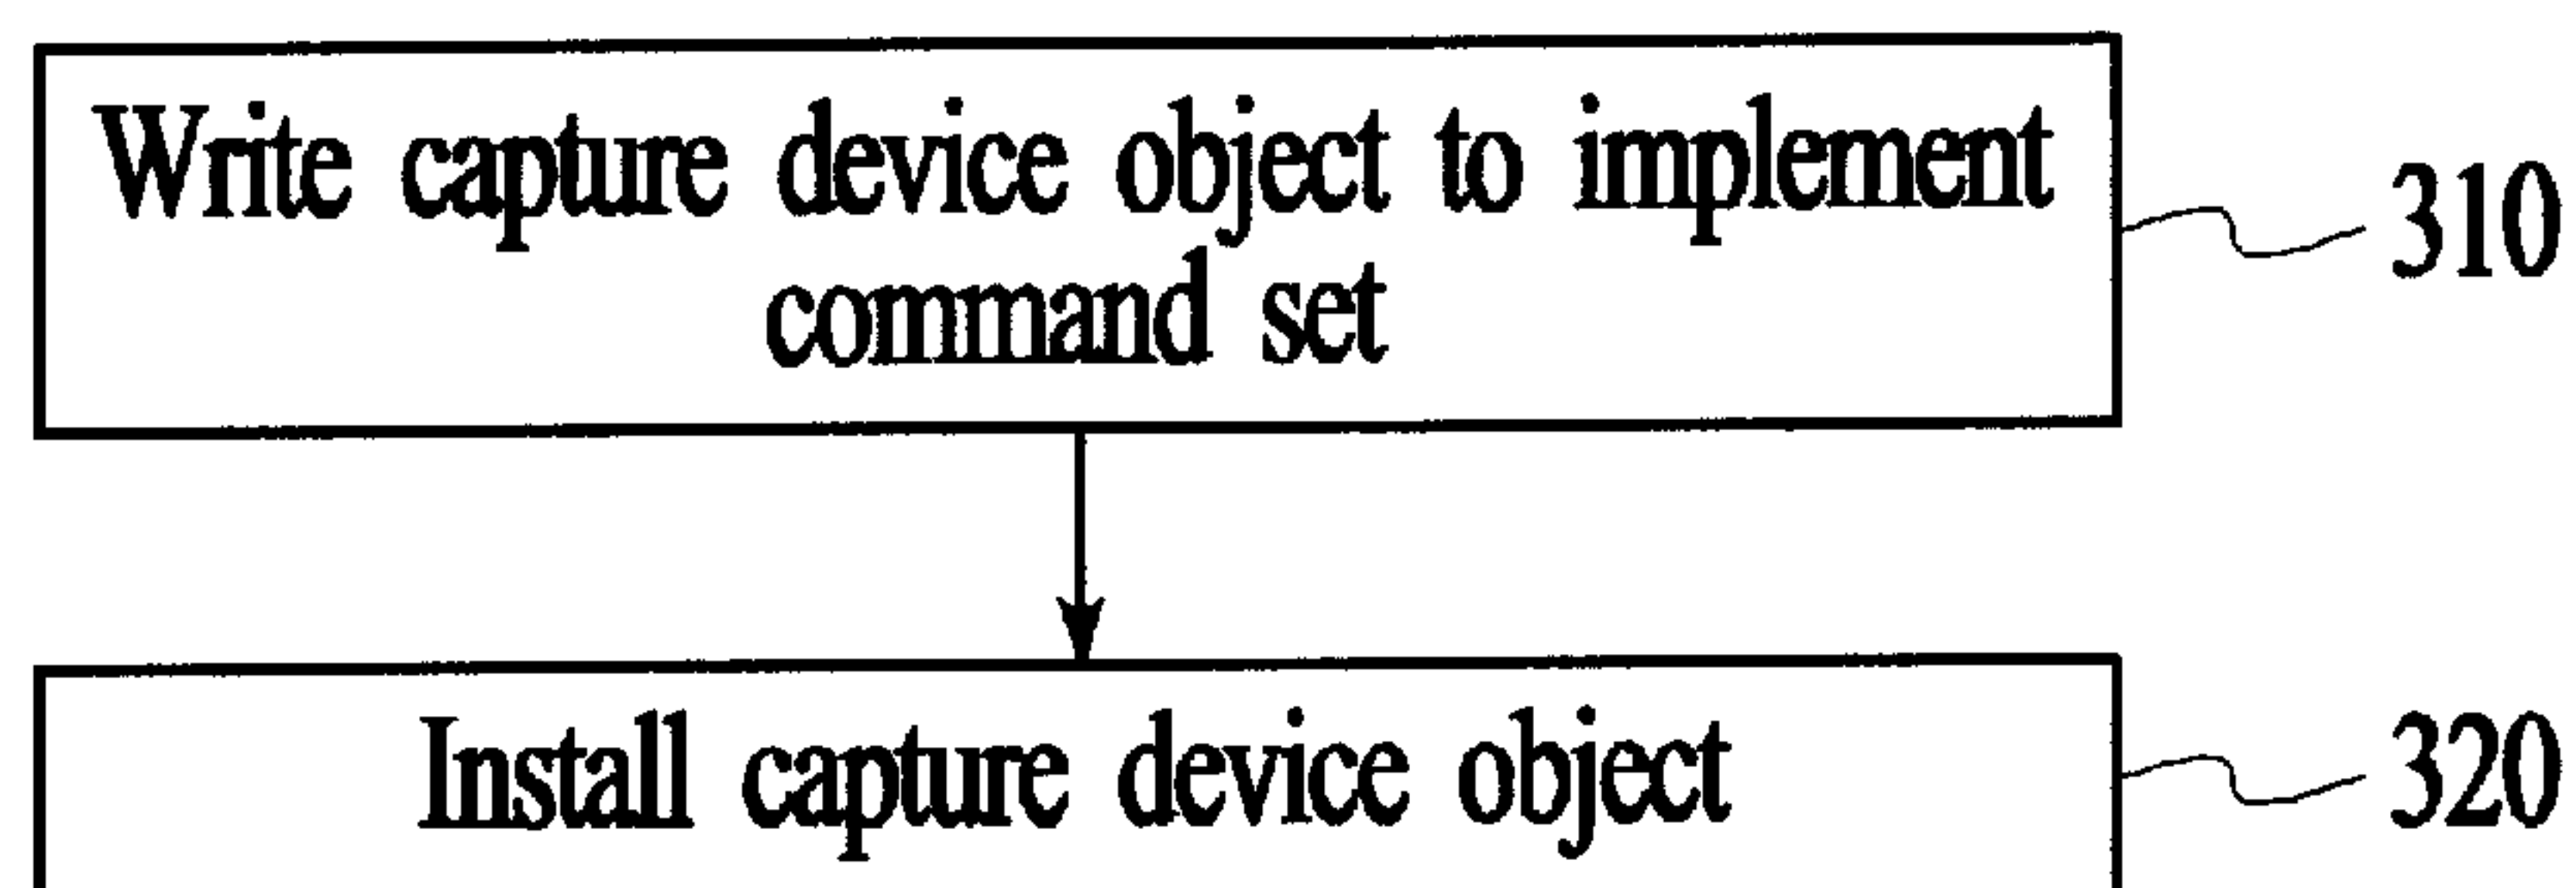 Write capture device object to implement
command set
310
Install capture device object
320